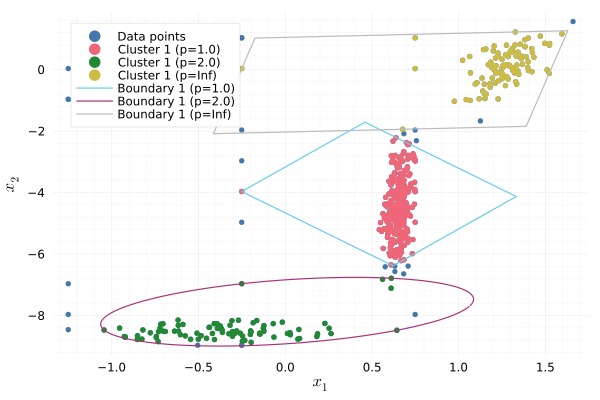 Data points
Cluster 1 (p=1.0)
Cluster 1 (p=2.0)
Cluster 1 (p=Inf)
Boundary 1 (p=1.0)
Boundary 1 (p=2.0)
Boundary 1 (p=Inf)
0
−2
−4
−6
−8
x₂
−1.0 −0.5 0.0 0.5 1.0 1.5
x₁